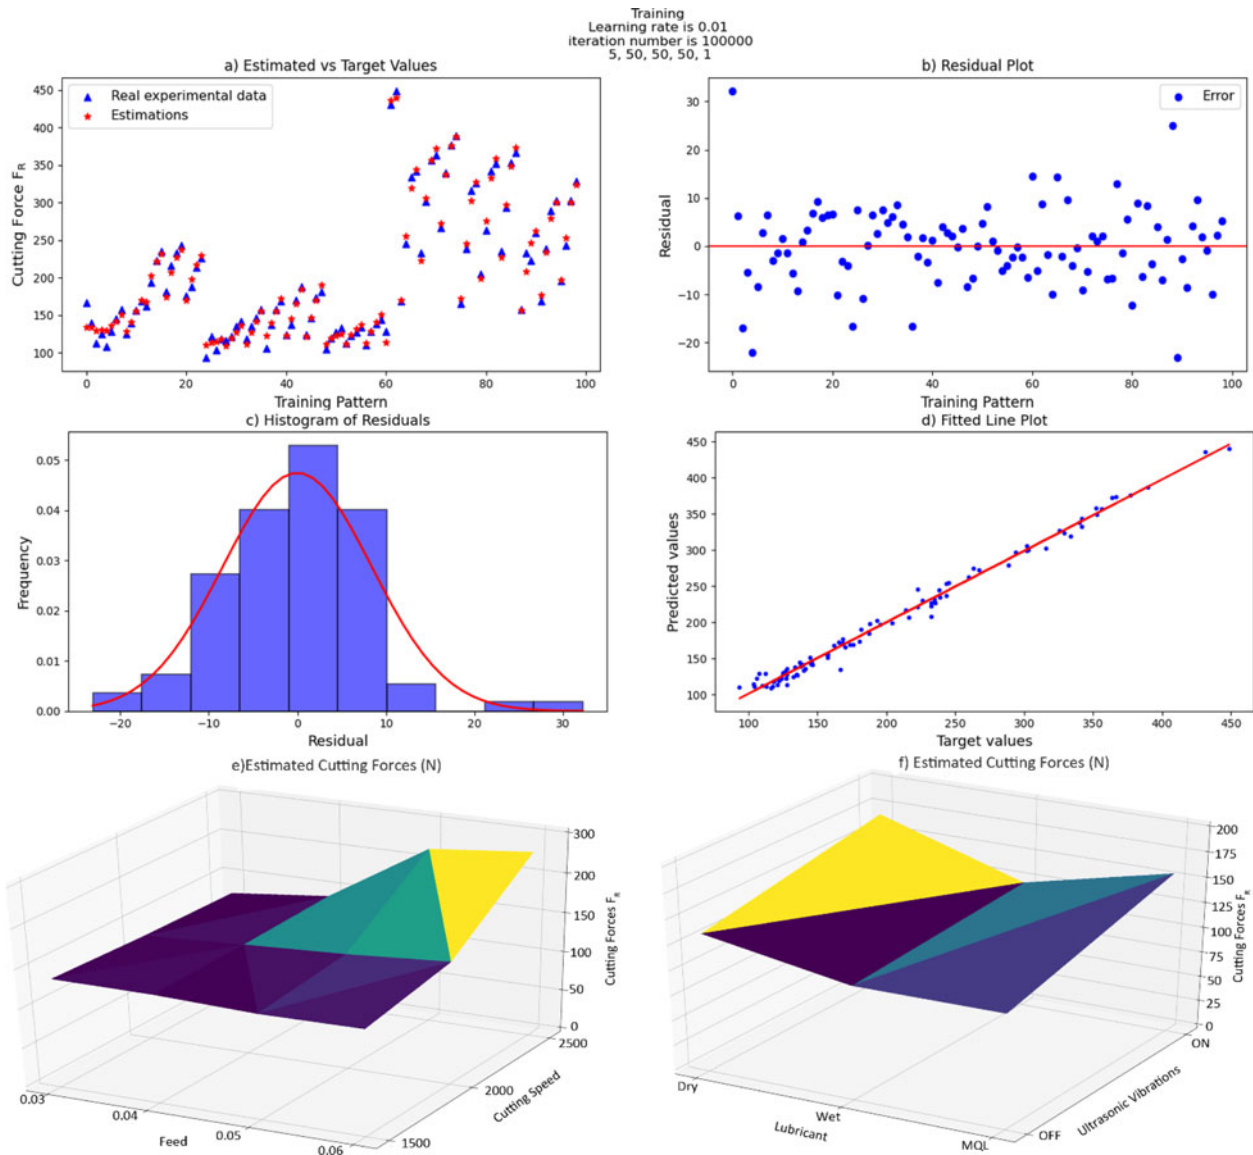 Training
Learning rate is 0.01
iteration number is 100000
5, 50, 50, 50, 1
a) Estimated vs Target Values
Real experimental data
Estimations
Cutting Force F_R
450
400
350
300
250
200
150
100
0
20
40
60
80
100
Training Pattern
b) Residual Plot
Error
Residual
30
20
10
0
−10
−20
0
20
40
60
80
100
Training Pattern
c) Histogram of Residuals
Frequency
0.05
0.04
0.03
0.02
0.01
0.00
−20
−10
0
10
20
30
Residual
d) Fitted Line Plot
Predicted values
450
400
350
300
250
200
150
100
100
150
200
250
300
350
400
450
Target values
e)Estimated Cutting Forces (N)
300
250
200
150
100
50
0
Cutting Forces F_R
2500
2000
1500
Cutting Speed
0.03
0.04
0.05
0.06
Feed
f) Estimated Cutting Forces (N)
200
175
150
125
100
75
50
25
0
Cutting Forces F_R
ON
OFF
Ultrasonic Vibrations
Dry
Wet
MQL
Lubricant